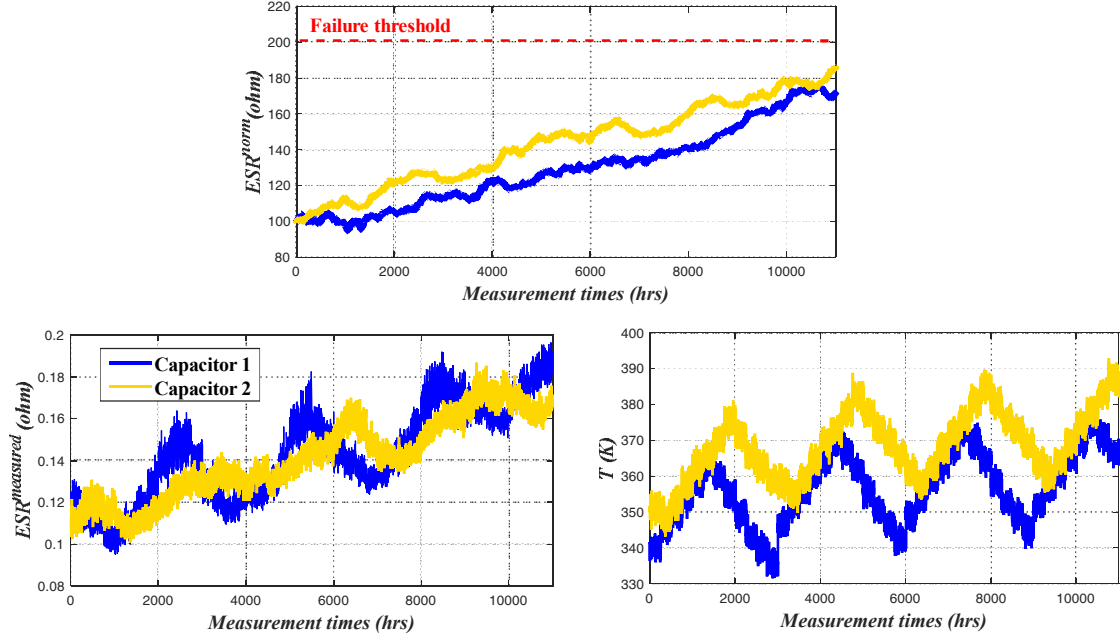 220
200
180
160
140
120
100
80
Failure threshold
ESR^norm (ohm)
0 2000 4000 6000 8000 10000
Measurement times (hrs)
0.2
0.18
0.16
0.14
0.12
0.1
0.08
Capacitor 1
Capacitor 2
ESR^measured (ohm)
0 2000 4000 6000 8000 10000
Measurement times (hrs)
400
390
380
370
360
350
340
330
T (K)
0 2000 4000 6000 8000 10000
Measurement times (hrs)